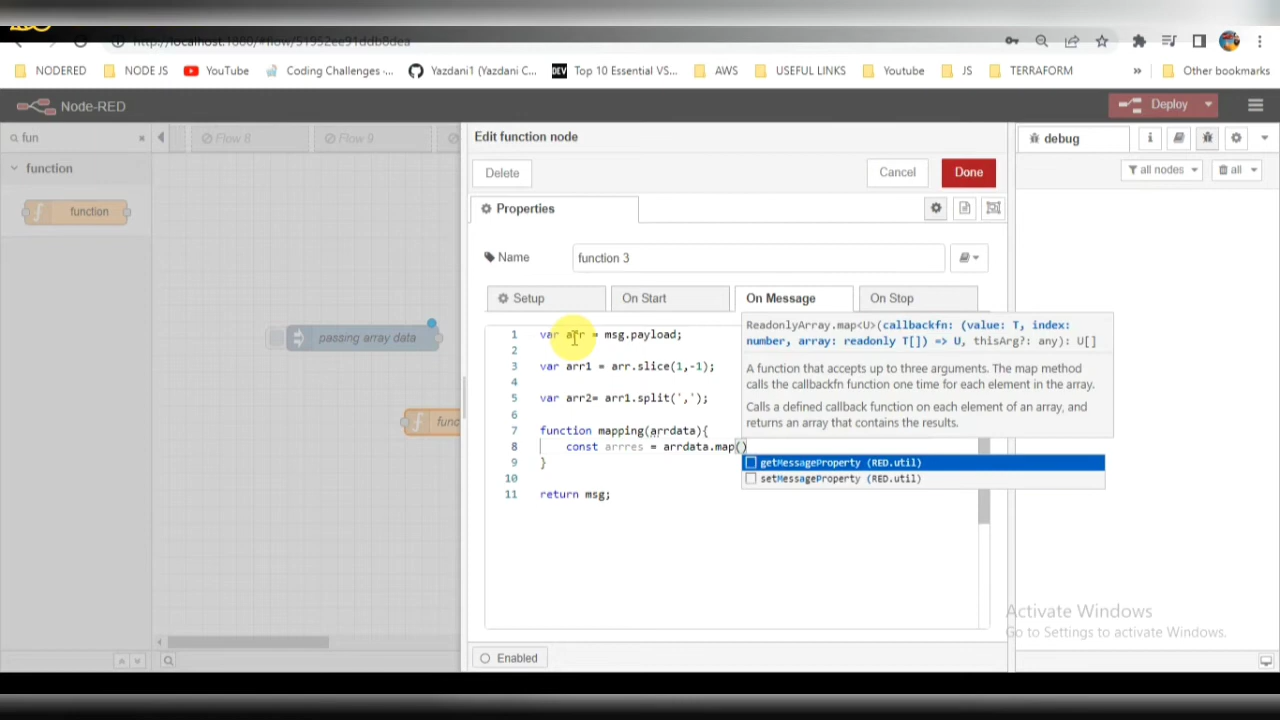 http://localhost:1880/#flow/51952ee91ddb8dea
NODERED
NODE JS
YouTube
Coding Challenges -...
Yazdani1 (Yazdani C...
DEV
Top 10 Essential VS...
AWS
USEFUL LINKS
Youtube
JS
TERRAFORM
»
Other bookmarks
Node-RED
Deploy
fun
Flow 8
Flow 9
Edit function node
debug
function
Delete
Cancel
Done
all nodes
all
function
Properties
Name
function 3
Setup
On Start
On Message
On Stop
1 var arr = msg.payload;
2
3 var arr1 = arr.slice(1,-1);
4
5 var arr2= arr1.split(',');
6
7 function mapping(arrdata){
8 const arrres = arrdata.map()
9 }
10
11 return msg;
ReadonlyArray.map<U>(callbackfn: (value: T, index:
number, array: readonly T[]) => U, thisArg?: any): U[]
A function that accepts up to three arguments. The map method
calls the callbackfn function one time for each element in the array.
Calls a defined callback function on each element of an array, and
returns an array that contains the results.
getMessageProperty (RED.util)
setMessageProperty (RED.util)
passing array data
func
Activate Windows
Go to Settings to activate Windows.
Enabled